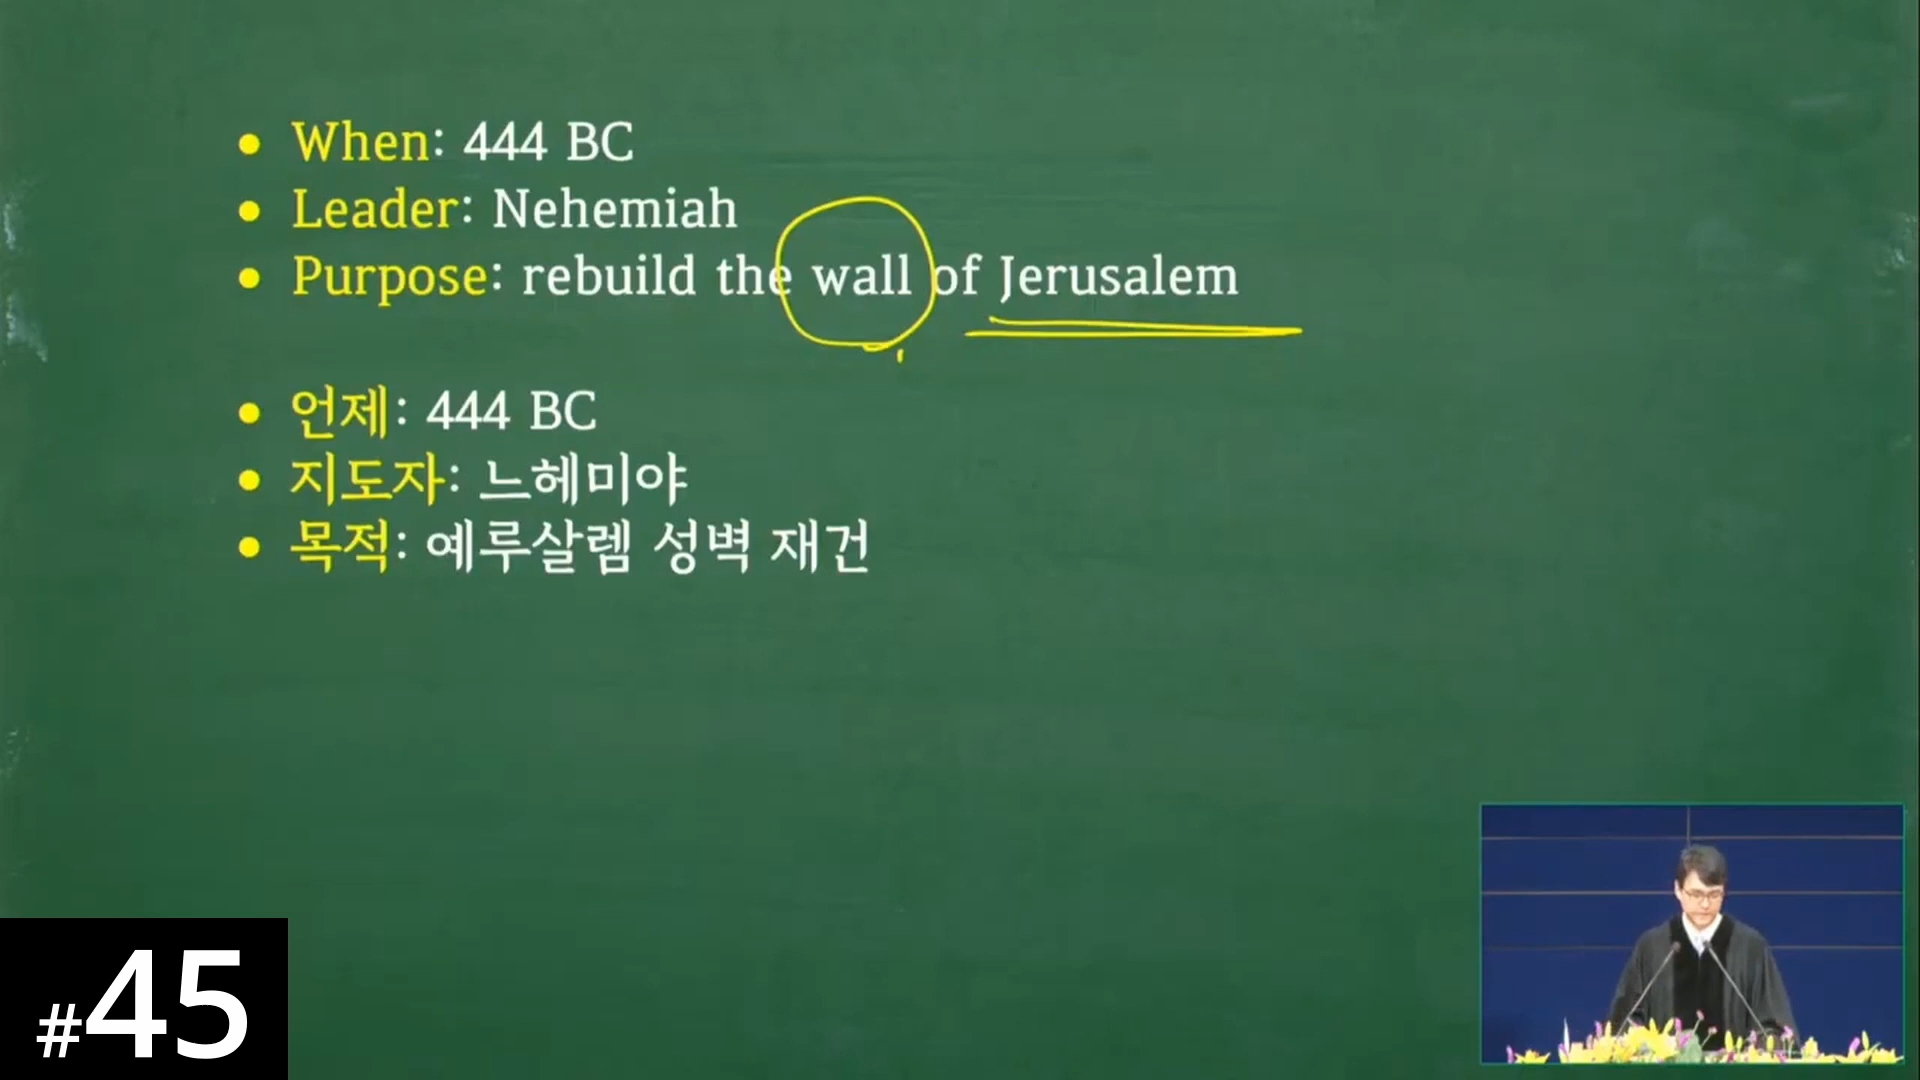 • When: 444 BC
• Leader: Nehemiah
• Purpose: rebuild the wall of Jerusalem
• 언제: 444 BC
• 지도자: 느헤미야
• 목적: 예루살렘 성벽 재건
#45